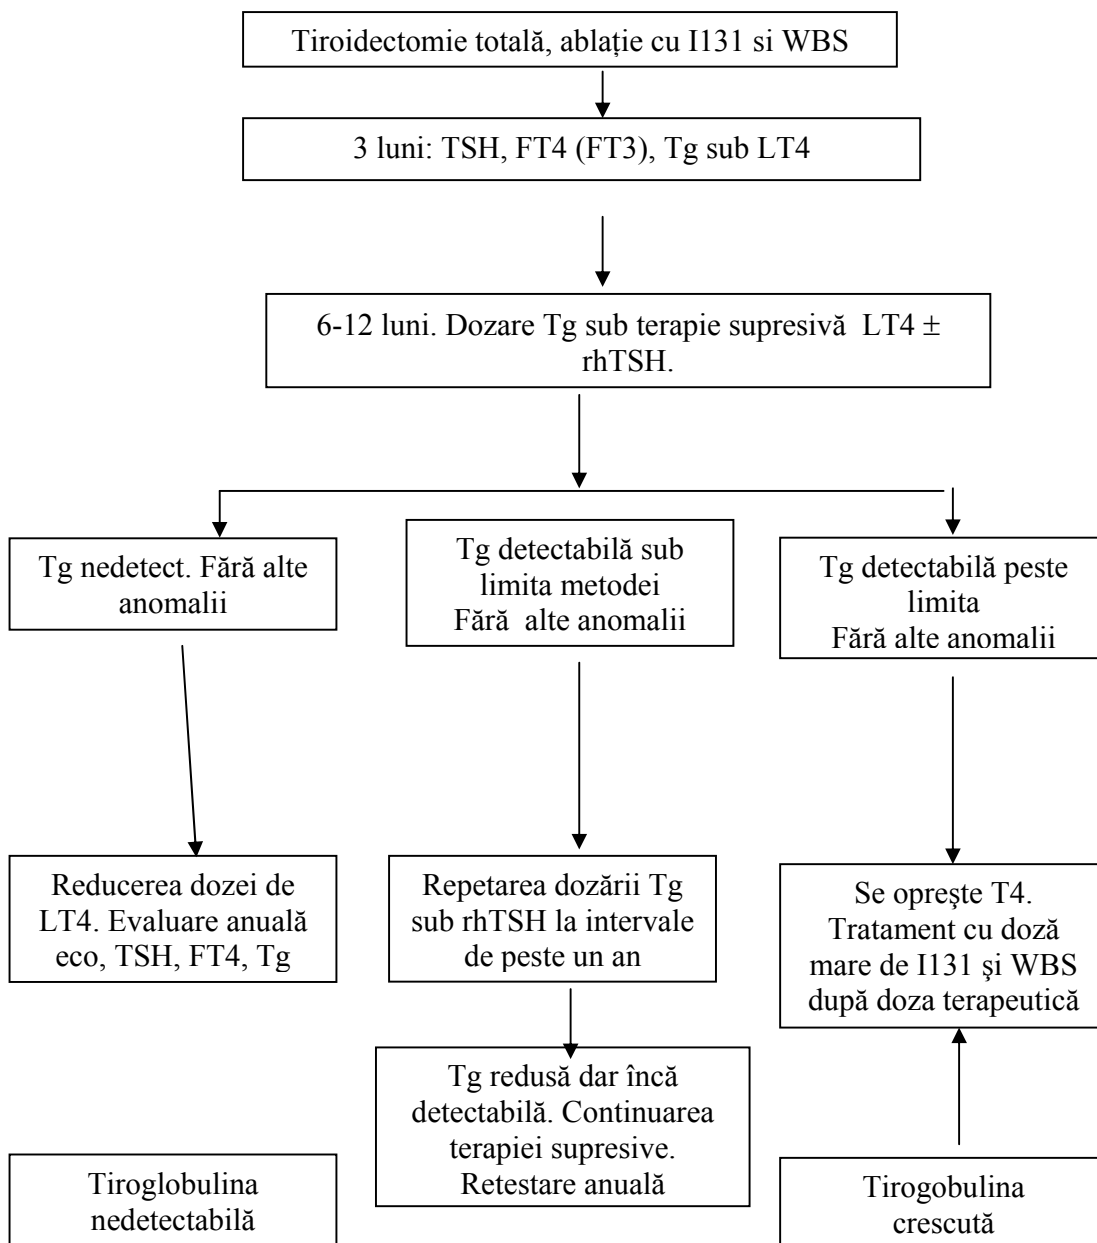 Tiroidectomie totală, ablație cu I131 si WBS
3 luni: TSH, FT4 (FT3), Tg sub LT4
6-12 luni. Dozare Tg sub terapie supresivă  LT4 ±
rhTSH.
Tg nedetect. Fără alte
anomalii
Tg detectabilă sub
limita metodei
Fără  alte anomalii
Tg detectabilă peste
limita
Fără alte anomalii
Reducerea dozei de
LT4. Evaluare anuală
eco, TSH, FT4, Tg
Repetarea dozării Tg
sub rhTSH la intervale
de peste un an
Se opreşte T4.
Tratament cu doză
mare de I131 şi WBS
după doza terapeutică
Tg redusă dar încă
detectabilă. Continuarea
terapiei supresive.
Retestare anuală
Tiroglobulina
nedetectabilă
Tirogobulina
crescută